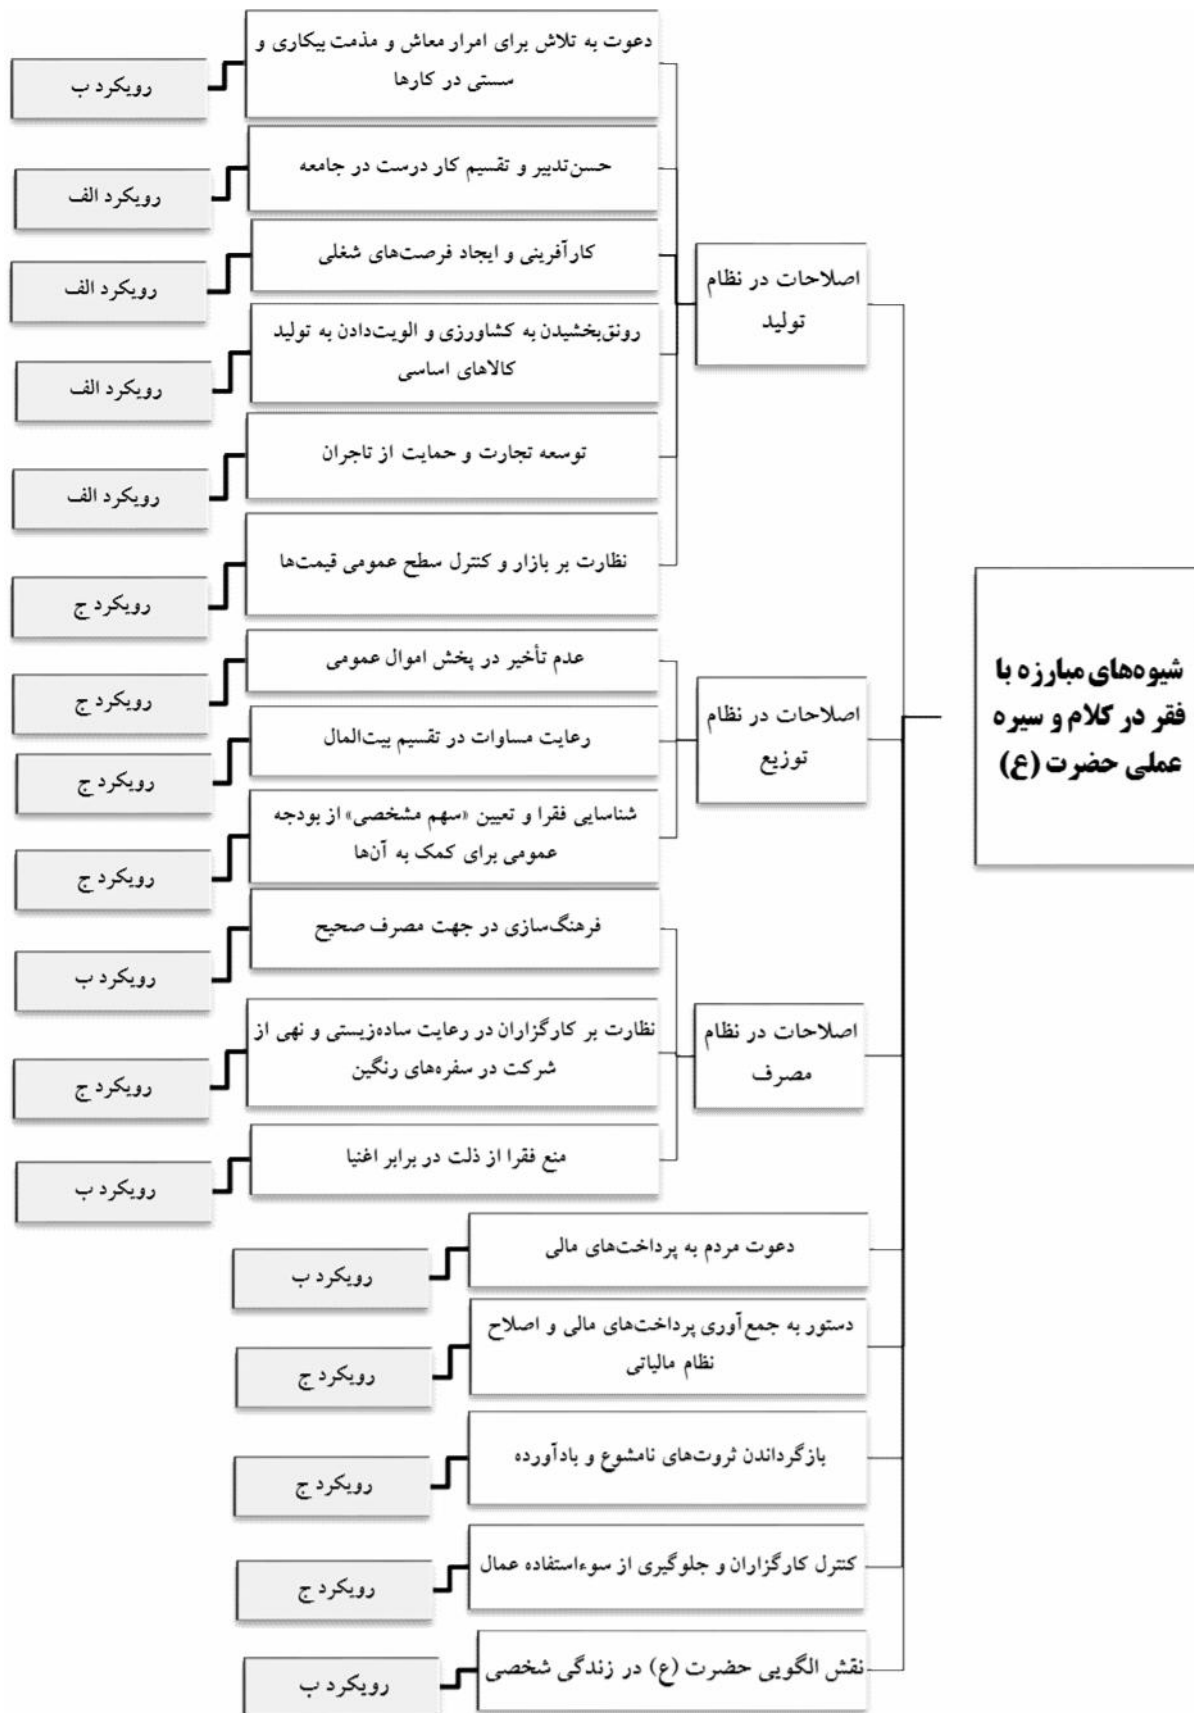 شیوه‌های مبارزه با
فقر در کلام و سیره
عملی حضرت (ع)
اصلاحات در نظام
تولید
دعوت به تلاش برای امرار معاش و مذمت بیکاری و
سستی در کارها
رویکرد ب
حسن‌تدبیر و تقسیم کار درست در جامعه
رویکرد الف
کارآفرینی و ایجاد فرصت‌های شغلی
رویکرد الف
رونق‌بخشیدن به کشاورزی و الویت‌دادن به تولید
کالاهای اساسی
رویکرد الف
توسعه تجارت و حمایت از تاجران
رویکرد الف
نظارت بر بازار و کنترل سطح عمومی قیمت‌ها
رویکرد ج
اصلاحات در نظام
توزیع
عدم تأخیر در پخش اموال عمومی
رویکرد ج
رعایت مساوات در تقسیم بیت‌المال
رویکرد ج
شناسایی فقرا و تعیین «سهم مشخصی» از بودجه
عمومی برای کمک به آن‌ها
رویکرد ج
اصلاحات در نظام
مصرف
فرهنگ‌سازی در جهت مصرف صحیح
رویکرد ب
نظارت بر کارگزاران در رعایت ساده‌زیستی و نهی از
شرکت در سفره‌های رنگین
رویکرد ج
منع فقرا از ذلت در برابر اغنیا
رویکرد ب
دعوت مردم به پرداخت‌های مالی
رویکرد ب
دستور به جمع‌آوری پرداخت‌های مالی و اصلاح
نظام مالیاتی
رویکرد ج
بازگرداندن ثروت‌های نامشوع و بادآورده
رویکرد ج
کنترل کارگزاران و جلوگیری از سوءاستفاده عمال
رویکرد ج
نقش الگویی حضرت (ع) در زندگی شخصی
رویکرد ب